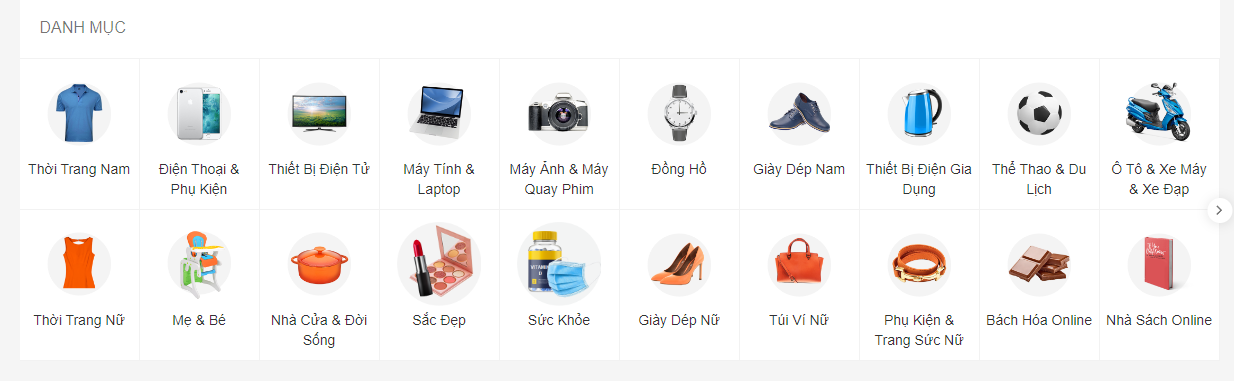 DANH MỤC
Thời Trang Nam
Điện Thoại &
Phụ Kiện
Thiết Bị Điện Tử
Máy Tính &
Laptop
Máy Ảnh & Máy
Quay Phim
Đồng Hồ
Giày Dép Nam
Thiết Bị Điện Gia
Dụng
Thể Thao & Du
Lịch
Ô Tô & Xe Máy
& Xe Đạp
Thời Trang Nữ
Mẹ & Bé
Nhà Cửa & Đời
Sống
Sắc Đẹp
VITAMIN
D
Sức Khỏe
Giày Dép Nữ
Túi Ví Nữ
Phụ Kiện &
Trang Sức Nữ
Bách Hóa Online
Nhà Sách Online